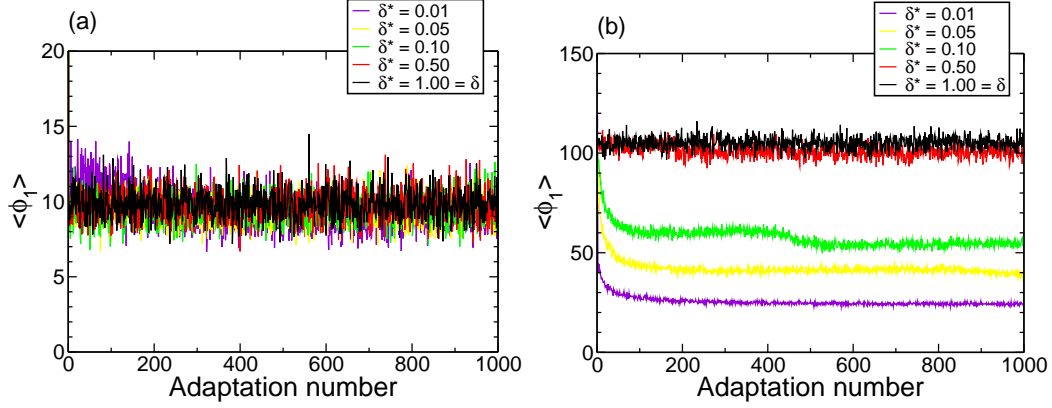 (a)
δ* = 0.01
δ* = 0.05
δ* = 0.10
δ* = 0.50
δ* = 1.00 = δ
20
15
10
5
0
<ϕ₁>
0 200 400 600 800 1000
Adaptation number
(b)
δ* = 0.01
δ* = 0.05
δ* = 0.10
δ* = 0.50
δ* = 1.00 = δ
150
100
50
0
<ϕ₁>
0 200 400 600 800 1000
Adaptation number